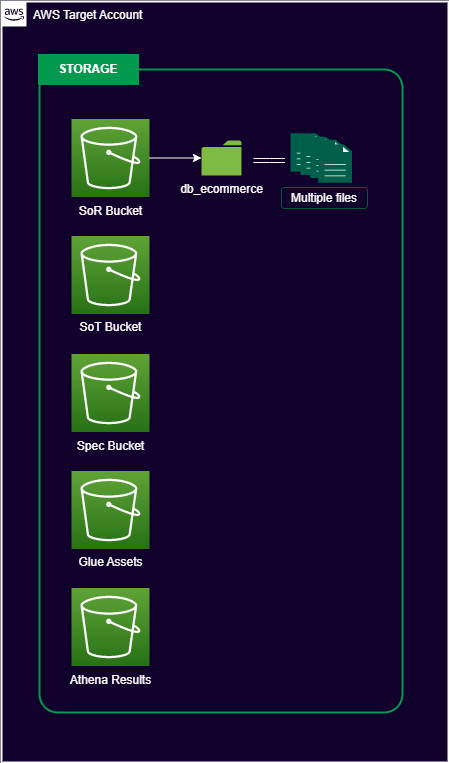 aws
AWS Target Account
STORAGE
SoR Bucket
db_ecommerce
Multiple files
SoT Bucket
Spec Bucket
Glue Assets
Athena Results